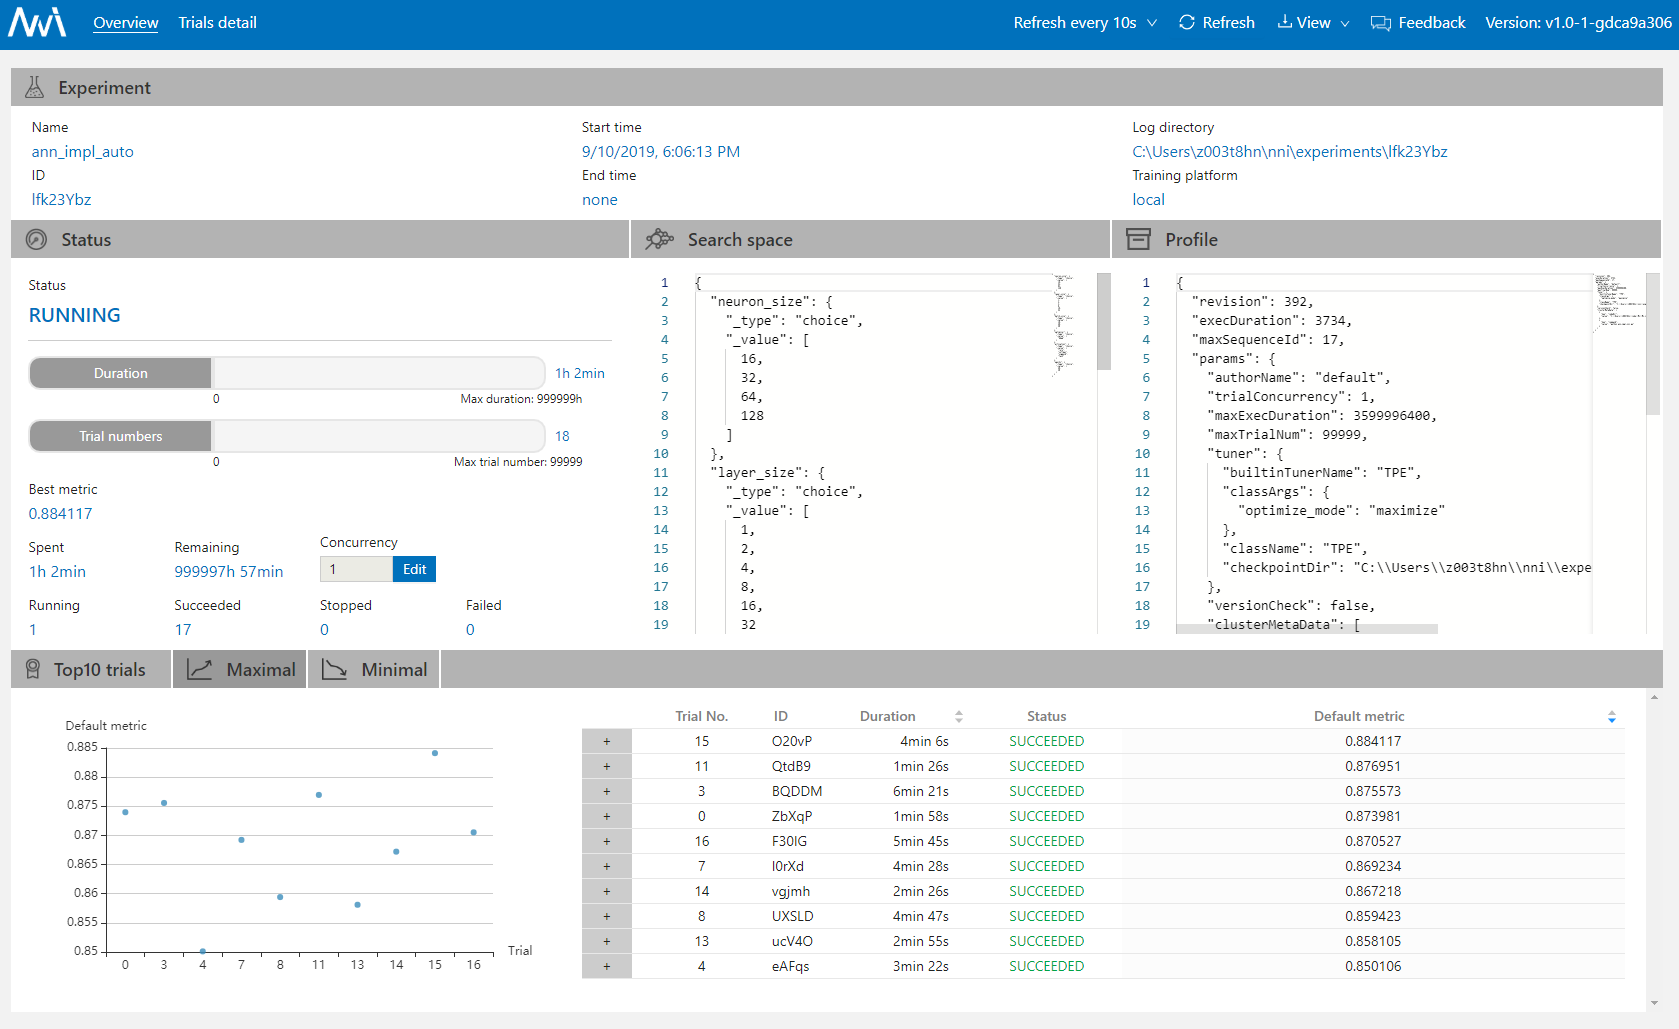 Overview Trials detail Refresh every 10s Refresh View Feedback Version: v1.0-1-gdca9a306
Experiment
Name Start time Log directory
ann_impl_auto 9/10/2019, 6:06:13 PM C:\Users\z003t8hn\nni\experiments\lfk23Ybz
ID End time Training platform
lfk23Ybz none local
Status
Status
RUNNING
Duration 1h 2min
0 Max duration: 999999h
Trial numbers 18
0 Max trial number: 99999
Best metric
0.884117
Spent Remaining Concurrency
1h 2min 999997h 57min 1 Edit
Running Succeeded Stopped Failed
1 17 0 0
Search space
1 {
2 "neuron_size": {
3 "_type": "choice",
4 "_value": [
5 16,
6 32,
7 64,
8 128
9 ]
10 },
11 "layer_size": {
12 "_type": "choice",
13 "_value": [
14 1,
15 2,
16 4,
17 8,
18 16,
19 32
Profile
1 {
2 "revision": 392,
3 "execDuration": 3734,
4 "maxSequenceId": 17,
5 "params": {
6 "authorName": "default",
7 "trialConcurrency": 1,
8 "maxExecDuration": 3599996400,
9 "maxTrialNum": 99999,
10 "tuner": {
11 "builtinTunerName": "TPE",
12 "classArgs": {
13 "optimize_mode": "maximize"
14 },
15 "className": "TPE",
16 "checkpointDir": "C:\\Users\\z003t8hn\\nni\\expe
17 },
18 "versionCheck": false,
19 "clusterMetaData": [
Top10 trials Maximal Minimal
Default metric
0.885
0.88
0.875
0.87
0.865
0.86
0.855
0.85
0 3 4 7 8 11 13 14 15 16
Trial
Trial No. ID Duration Status Default metric
+ 15 O20vP 4min 6s SUCCEEDED 0.884117
+ 11 QtdB9 1min 26s SUCCEEDED 0.876951
+ 3 BQDDM 6min 21s SUCCEEDED 0.875573
+ 0 ZbXqP 1min 58s SUCCEEDED 0.873981
+ 16 F30IG 5min 45s SUCCEEDED 0.870527
+ 7 I0rXd 4min 28s SUCCEEDED 0.869234
+ 14 vgjmh 2min 26s SUCCEEDED 0.867218
+ 8 UXSLD 4min 47s SUCCEEDED 0.859423
+ 13 ucV4O 2min 55s SUCCEEDED 0.858105
+ 4 eAFqs 3min 22s SUCCEEDED 0.850106